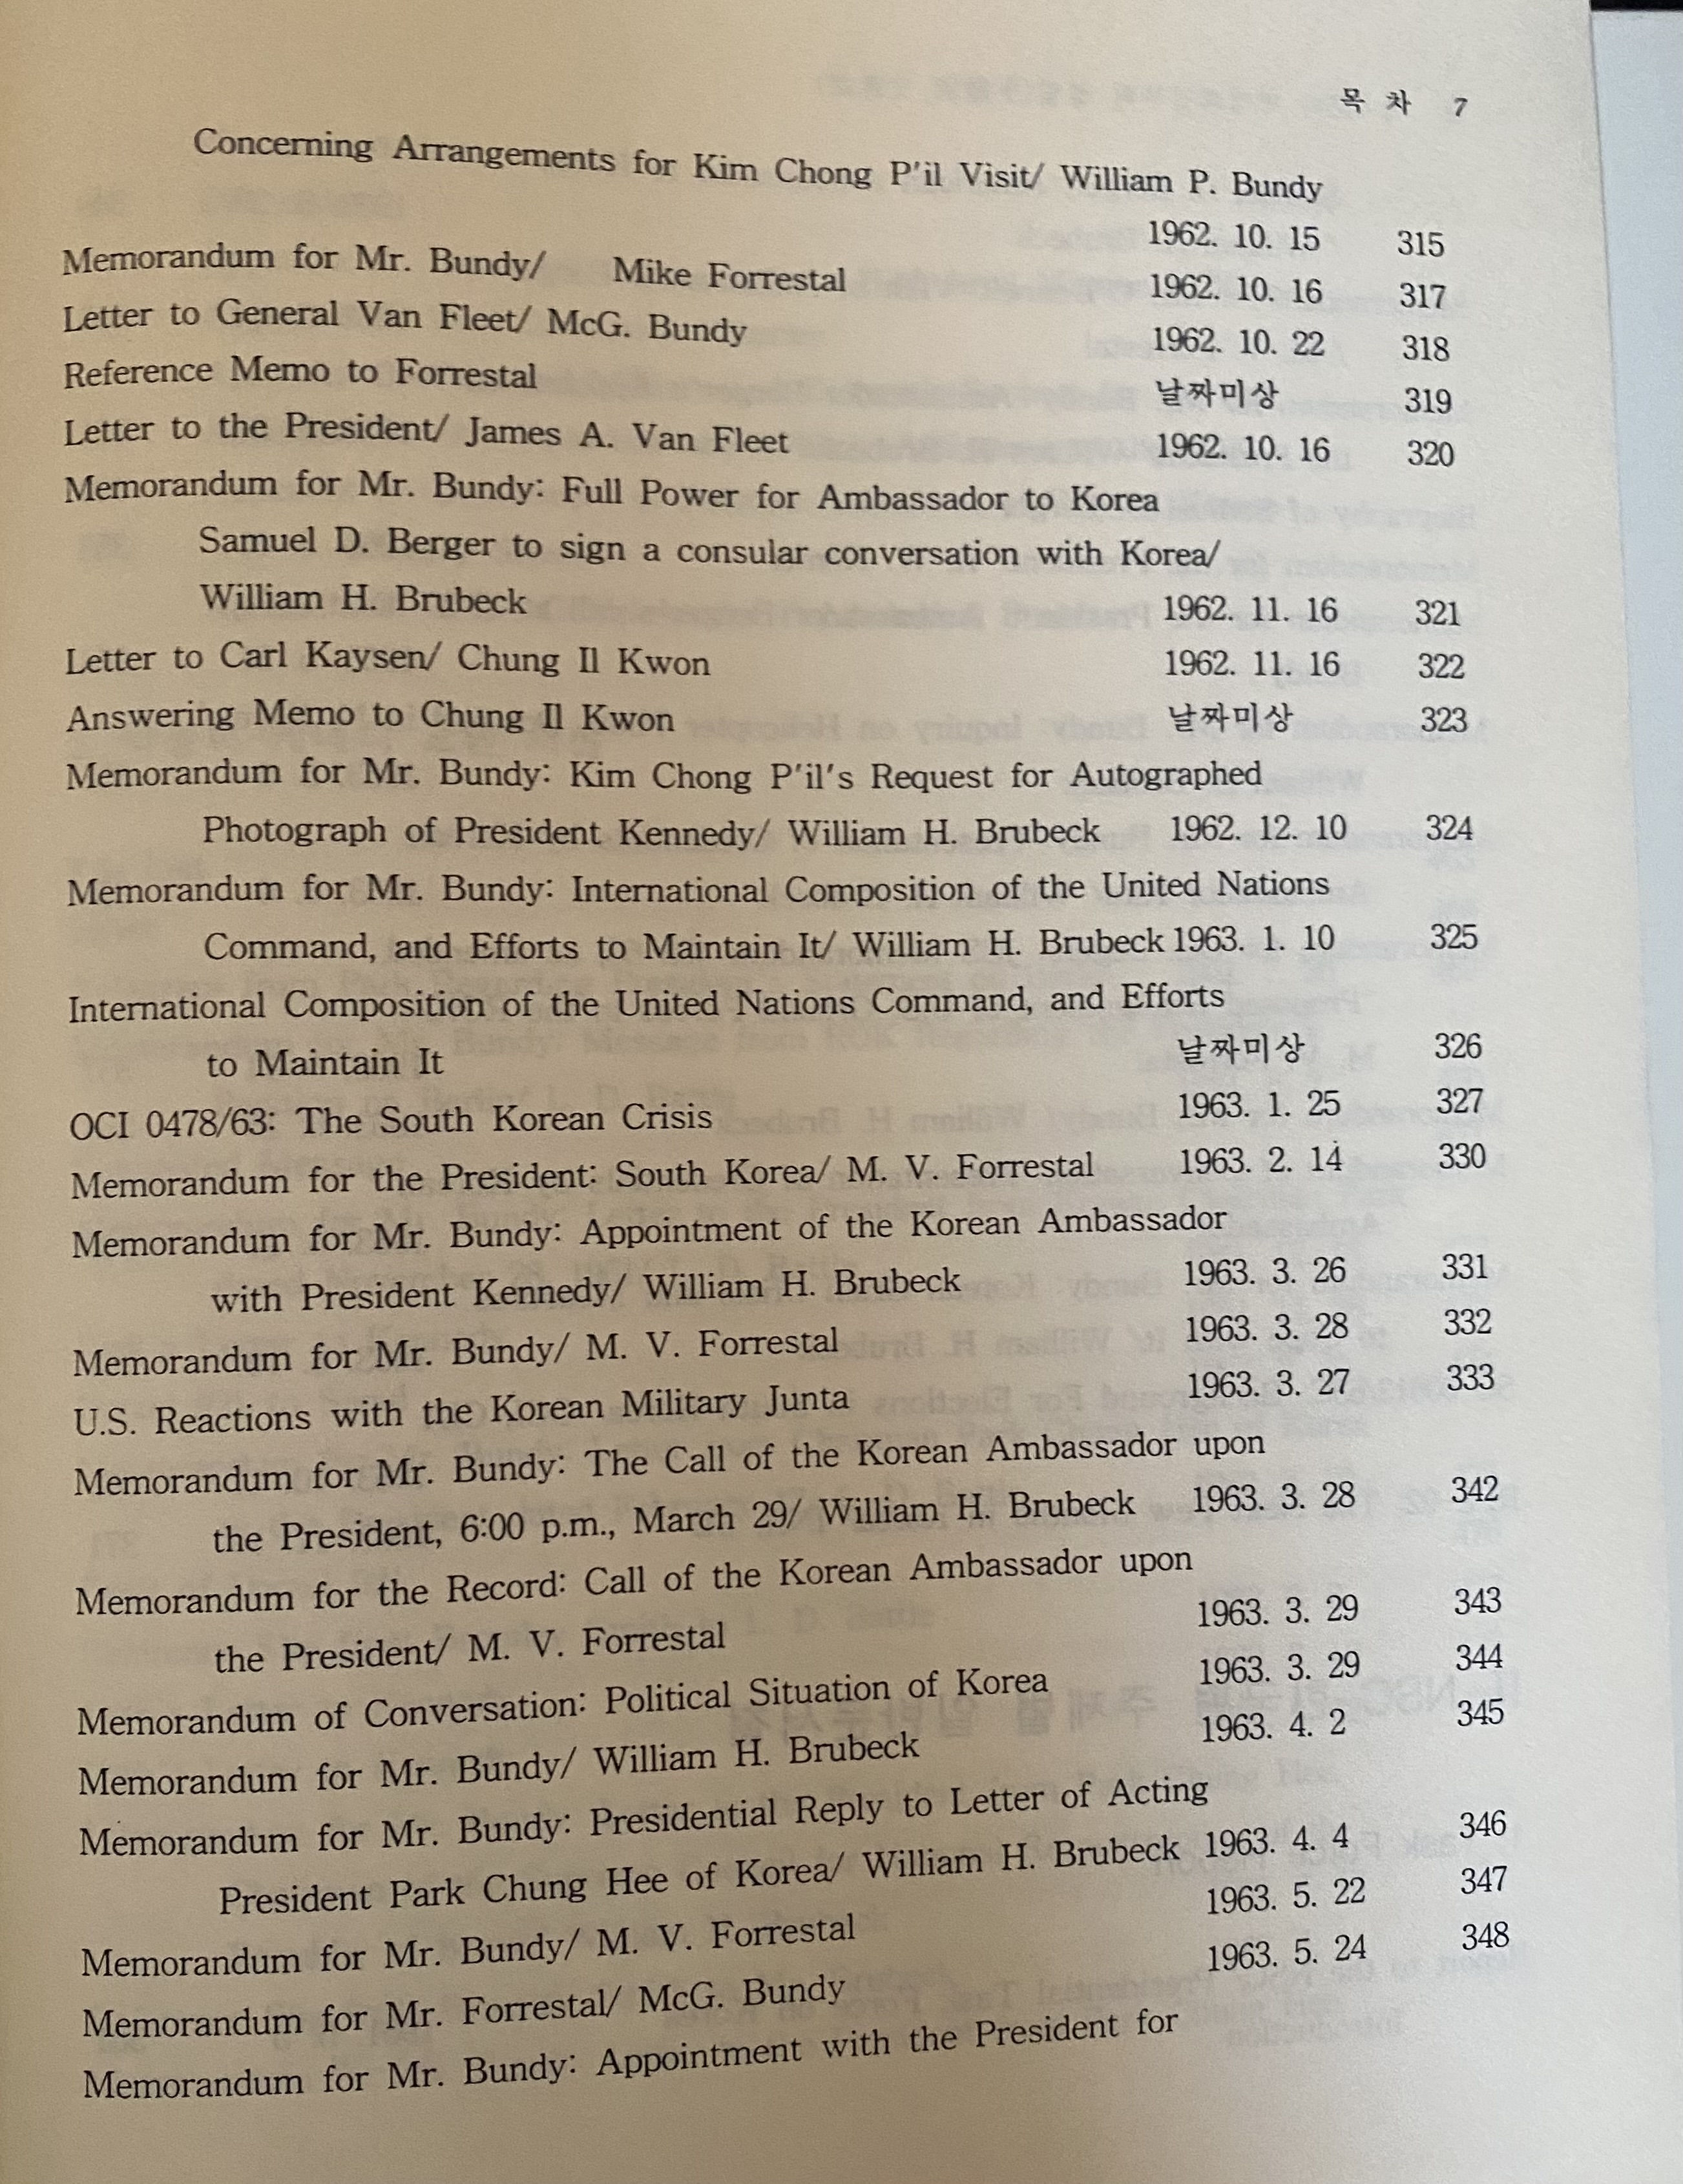 목 차 7
Concerning Arrangements for Kim Chong P'il Visit/ William P. Bundy
1962. 10. 15 315
Memorandum for Mr. Bundy/ Mike Forrestal 1962. 10. 16 317
Letter to General Van Fleet/ McG. Bundy 1962. 10. 22 318
Reference Memo to Forrestal 날짜미상 319
Letter to the President/ James A. Van Fleet 1962. 10. 16 320
Memorandum for Mr. Bundy: Full Power for Ambassador to Korea
Samuel D. Berger to sign a consular conversation with Korea/
William H. Brubeck 1962. 11. 16 321
Letter to Carl Kaysen/ Chung Il Kwon 1962. 11. 16 322
Answering Memo to Chung Il Kwon 날짜미상 323
Memorandum for Mr. Bundy: Kim Chong P'il's Request for Autographed
Photograph of President Kennedy/ William H. Brubeck 1962. 12. 10 324
Memorandum for Mr. Bundy: International Composition of the United Nations
Command, and Efforts to Maintain It/ William H. Brubeck 1963. 1. 10 325
International Composition of the United Nations Command, and Efforts
to Maintain It 날짜미상 326
OCI 0478/63: The South Korean Crisis 1963. 1. 25 327
Memorandum for the President: South Korea/ M. V. Forrestal 1963. 2. 14 330
Memorandum for Mr. Bundy: Appointment of the Korean Ambassador
with President Kennedy/ William H. Brubeck 1963. 3. 26 331
Memorandum for Mr. Bundy/ M. V. Forrestal 1963. 3. 28 332
U.S. Reactions with the Korean Military Junta 1963. 3. 27 333
Memorandum for Mr. Bundy: The Call of the Korean Ambassador upon
the President, 6:00 p.m., March 29/ William H. Brubeck 1963. 3. 28 342
Memorandum for the Record: Call of the Korean Ambassador upon
the President/ M. V. Forrestal 1963. 3. 29 343
Memorandum of Conversation: Political Situation of Korea 1963. 3. 29 344
Memorandum for Mr. Bundy/ William H. Brubeck 1963. 4. 2 345
Memorandum for Mr. Bundy: Presidential Reply to Letter of Acting
President Park Chung Hee of Korea/ William H. Brubeck 1963. 4. 4 346
Memorandum for Mr. Bundy/ M. V. Forrestal 1963. 5. 22 347
Memorandum for Mr. Forrestal/ McG. Bundy 1963. 5. 24 348
Memorandum for Mr. Bundy: Appointment with the President for